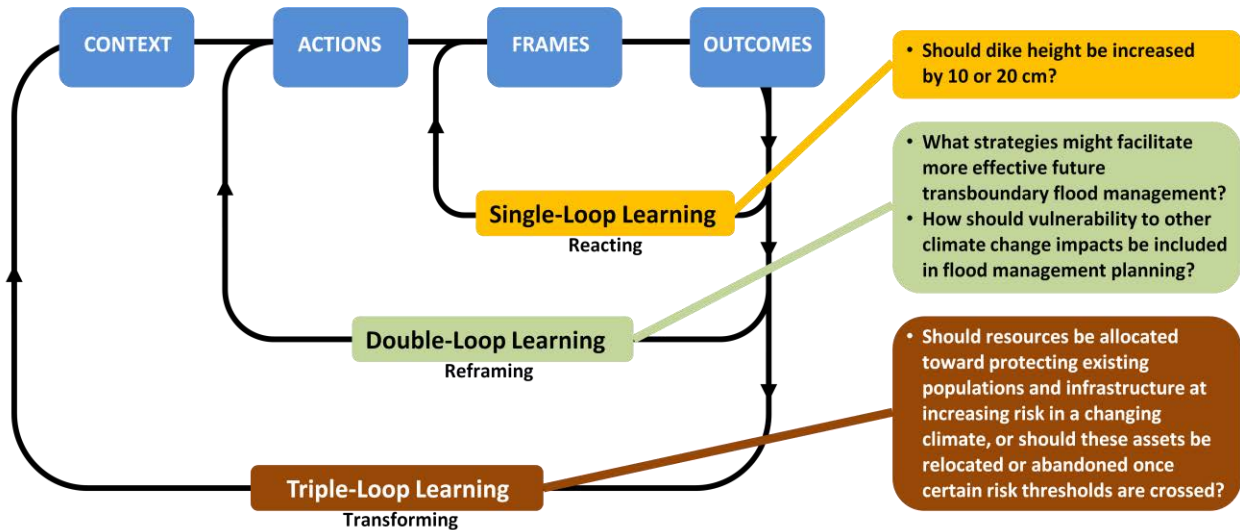 CONTEXT
ACTIONS
FRAMES
OUTCOMES
• Should dike height be increased
by 10 or 20 cm?
• What strategies might facilitate
more effective future
transboundary flood management?
• How should vulnerability to other
climate change impacts be included
in flood management planning?
Single-Loop Learning
Reacting
Double-Loop Learning
Reframing
• Should resources be allocated
toward protecting existing
populations and infrastructure at
increasing risk in a changing
climate, or should these assets be
relocated or abandoned once
certain risk thresholds are crossed?
Triple-Loop Learning
Transforming